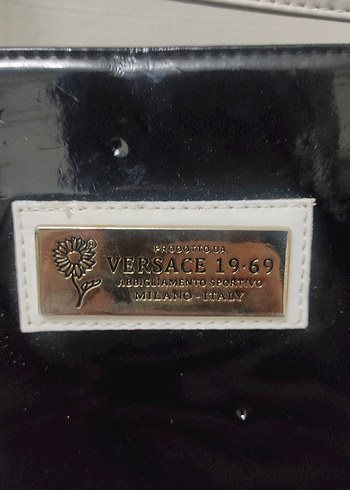 PRODOTTO DA
VERSACE 19·69
ABBIGLIAMENTO SPORTIVO
MILANO - ITALY